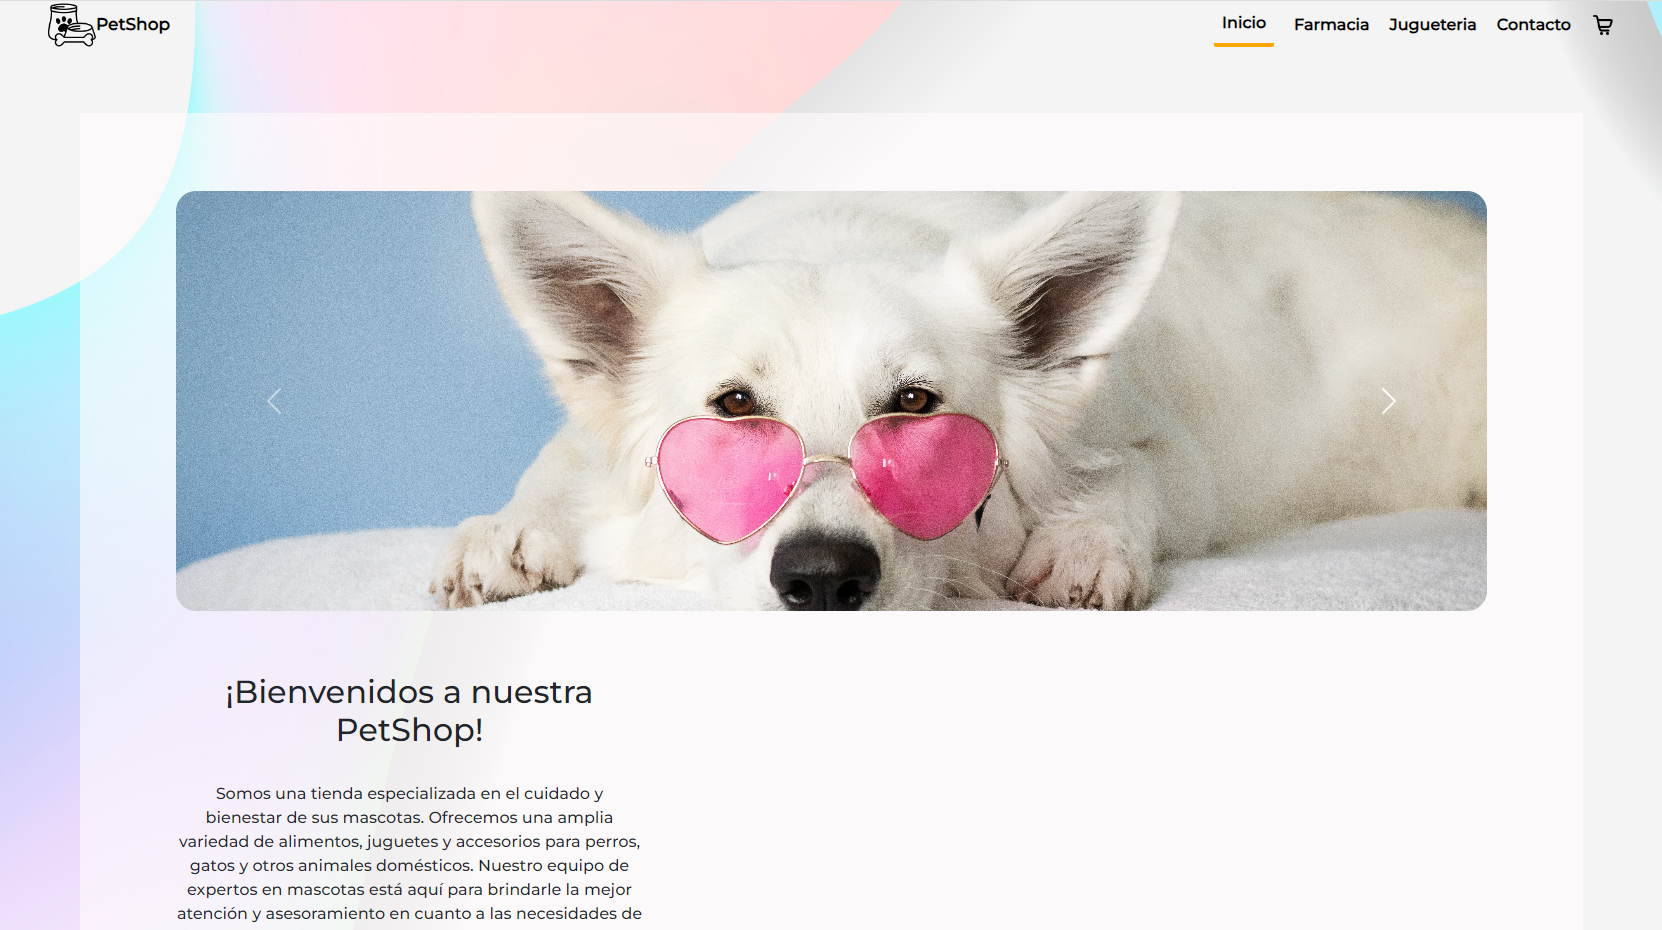 PetShop
Inicio
Farmacia
Jugueteria
Contacto
¡Bienvenidos a nuestra
PetShop!
Somos una tienda especializada en el cuidado y
bienestar de sus mascotas. Ofrecemos una amplia
variedad de alimentos, juguetes y accesorios para perros,
gatos y otros animales domésticos. Nuestro equipo de
expertos en mascotas está aquí para brindarle la mejor
atención y asesoramiento en cuanto a las necesidades de